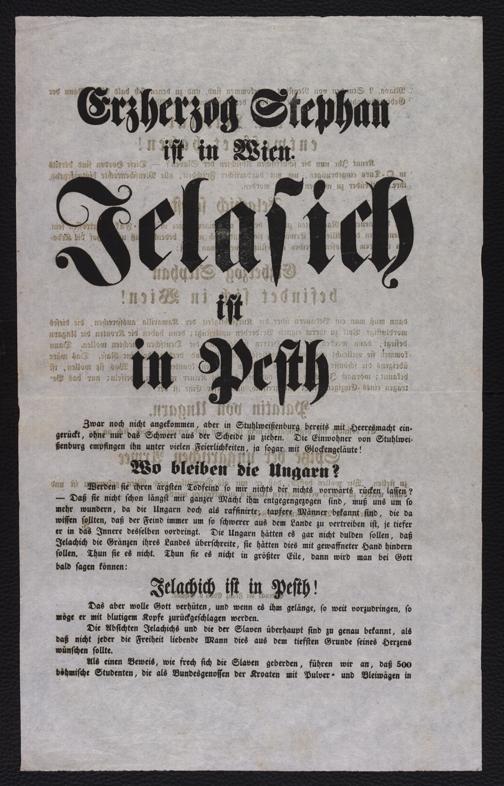 Erzherzog Stephan
ist in Wien.
Jelasich
ist
in Pesth
Zwar noch nicht angekommen, aber in Stuhlweißenburg bereits mit Heeresmacht ein-
gerückt, ohne nur das Schwert aus der Scheide zu ziehen. Die Einwohner von Stuhlwei-
ßenburg empfingen ihn unter vielen Feierlichkeiten, ja sogar mit Glockengeläute!
Wo bleiben die Ungarn?
Werden sie ihren ärgsten Todfeind so mir nichts dir nichts vorwärts rücken lassen?
— Daß sie nicht schon längst mit ganzer Macht ihm entgegengezogen sind, muß uns um so
mehr wundern, da die Ungarn doch als raffinirte, tapfere Männer bekannt sind, die da
wissen sollten, daß der Feind immer um so schwerer aus dem Lande zu vertreiben ist, je tiefer
er in das Innere desselben vordringt. Die Ungarn hätten es gar nicht dulden sollen, daß
Jelachich die Gränzen ihres Landes überschreite, sie hätten dies mit gewaffneter Hand hindern
sollen. Thun sie es nicht. Thun sie es nicht in größter Eile, dann wird man bei Gott
bald sagen können:
Jelachich ist in Pesth!
Das aber wolle Gott verhüten, und wenn es ihm gelänge, so weit vorzudringen, so
möge er mit blutigem Kopfe zurückgeschlagen werden.
Die Absichten Jelachichs und die der Slaven überhaupt sind zu genau bekannt, als
daß nicht jeder die Freiheit liebende Mann dies aus dem tiefsten Grunde seines Herzens
wünschen sollte.
Als einen Beweis, wie frech sich die Slaven geberden, führen wir an, daß 500
böhmische Studenten, die als Bundesgenossen der Kroaten mit Pulver- und Bleiwägen in